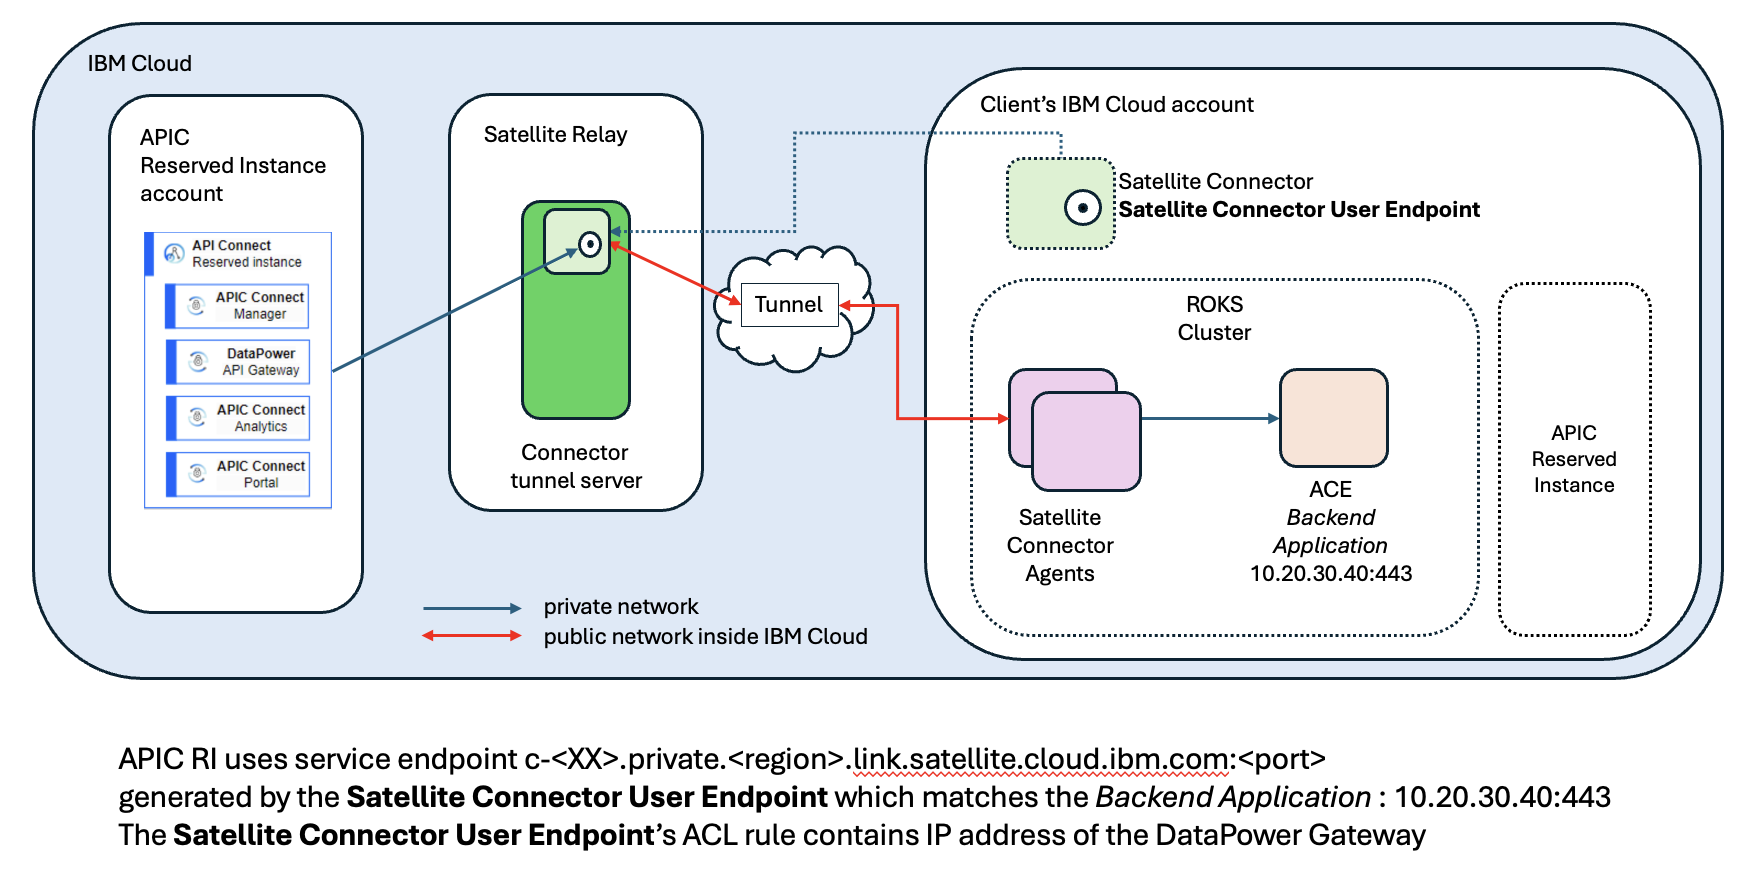 IBM Cloud
APIC
Reserved Instance
account
API Connect
Reserved instance
APIC Connect
Manager
DataPower
API Gateway
APIC Connect
Analytics
APIC Connect
Portal
Satellite Relay
Connector
tunnel server
Tunnel
Client's IBM Cloud account
Satellite Connector
Satellite Connector User Endpoint
ROKS
Cluster
Satellite
Connector
Agents
ACE
Backend
Application
10.20.30.40:443
APIC
Reserved
Instance
private network
public network inside IBM Cloud
APIC RI uses service endpoint c-<XX>.private.<region>.link.satellite.cloud.ibm.com:<port>
generated by the Satellite Connector User Endpoint which matches the Backend Application : 10.20.30.40:443
The Satellite Connector User Endpoint's ACL rule contains IP address of the DataPower Gateway